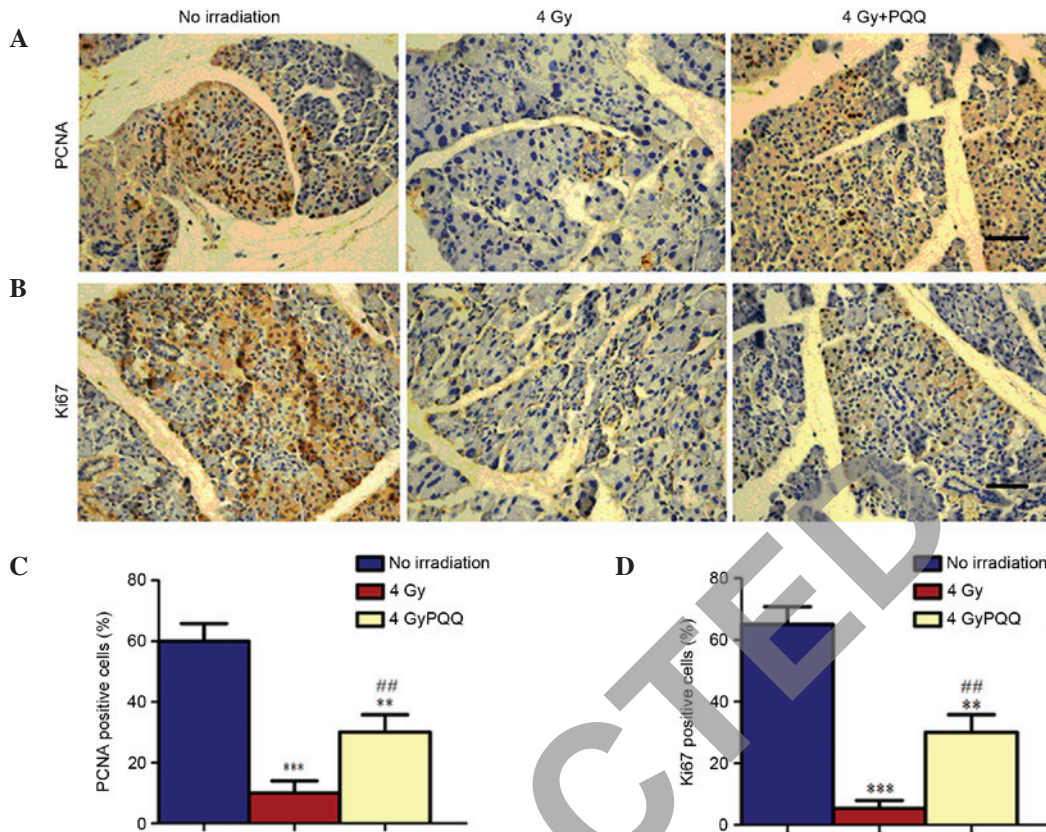 No irradiation 4 Gy 4 Gy+PQQ
A
PCNA
B
Ki67
C
No irradiation
4 Gy
4 GyPQQ
PCNA positive cells (%)
80
60
40
20
0
***
##
**
D
No irradiation
4 Gy
4 GyPQQ
Ki67 positive cells (%)
80
60
40
20
0
***
##
**
CTED